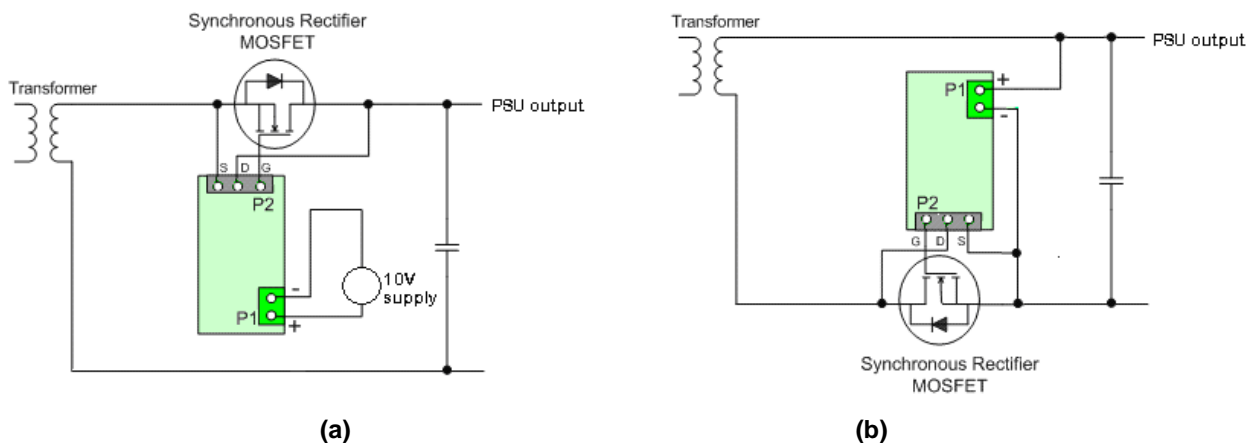 Synchronous Rectifier
MOSFET
Transformer
PSU output
S D G
P2
-
10V
supply
P1
+
(a)
Transformer
PSU output
+
P1
-
P2
G D S
Synchronous Rectifier
MOSFET
(b)